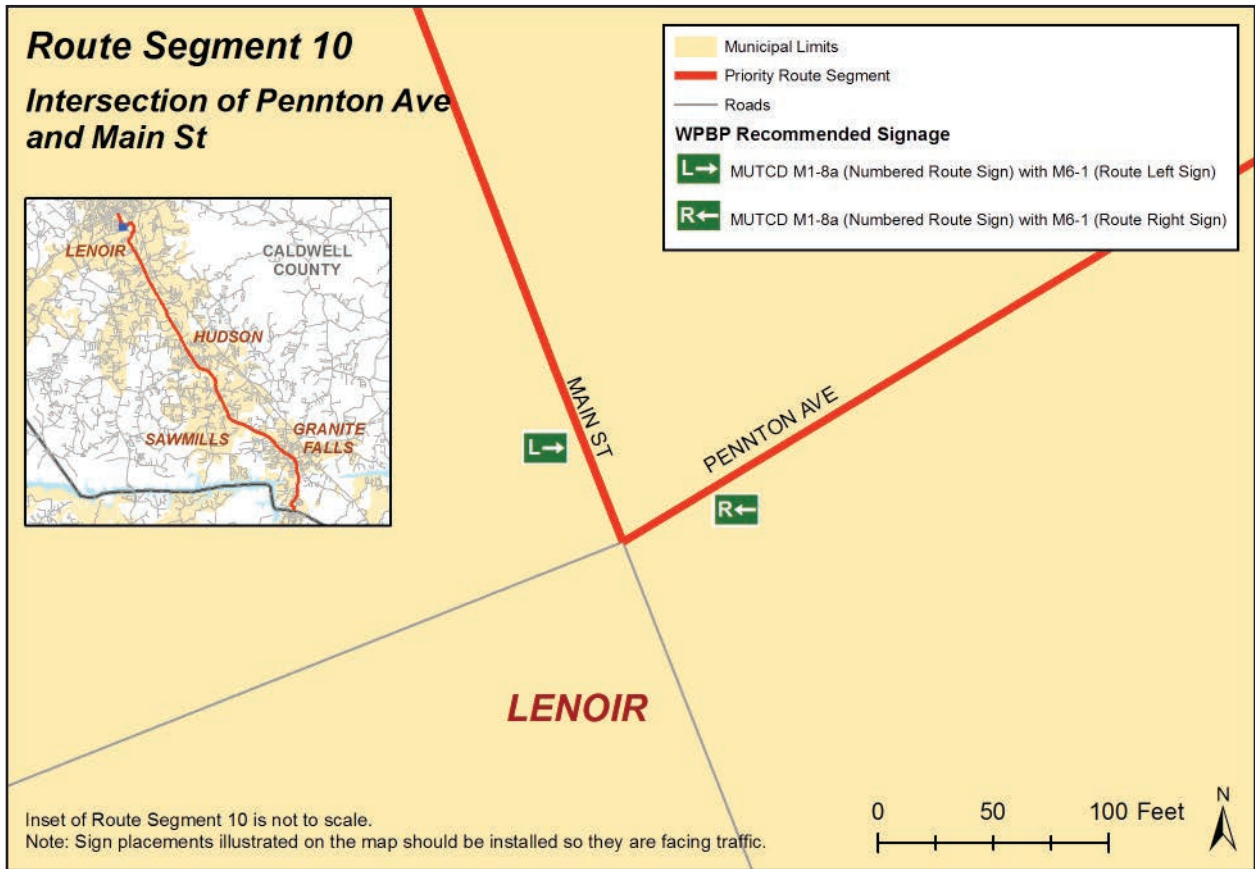 Route Segment 10
Intersection of Pennton Ave
and Main St
Municipal Limits
Priority Route Segment
Roads
WPBP Recommended Signage
L→ MUTCD M1-8a (Numbered Route Sign) with M6-1 (Route Left Sign)
R← MUTCD M1-8a (Numbered Route Sign) with M6-1 (Route Right Sign)
LENOIR
CALDWELL
COUNTY
HUDSON
SAWMILLS
GRANITE
FALLS
MAIN ST
PENNTON AVE
L→
R←
LENOIR
Inset of Route Segment 10 is not to scale.
Note: Sign placements illustrated on the map should be installed so they are facing traffic.
0 50 100 Feet
N